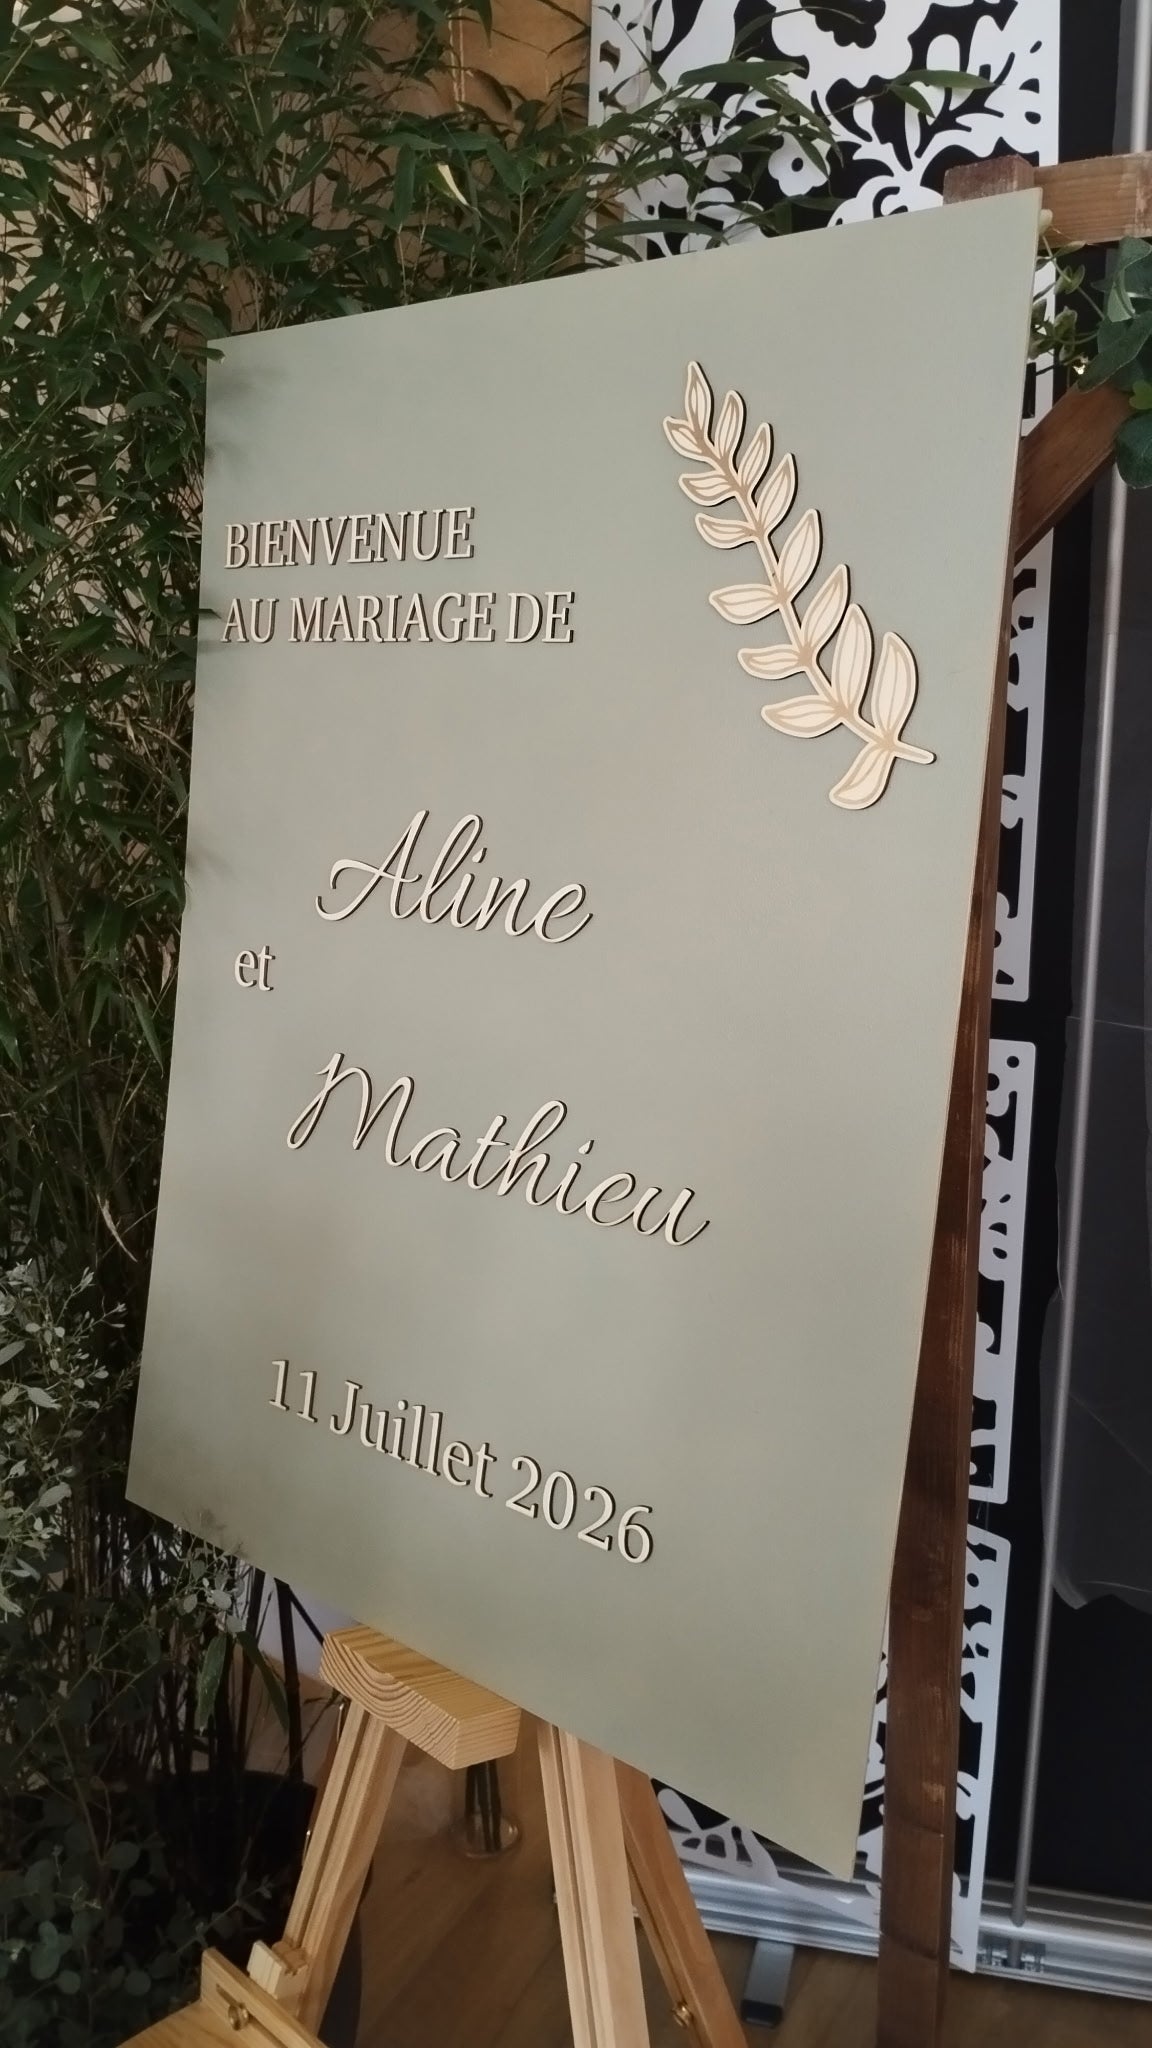 BIENVENUE
AU MARIAGE DE
Aline
et
Mathieu
11 Juillet 2026